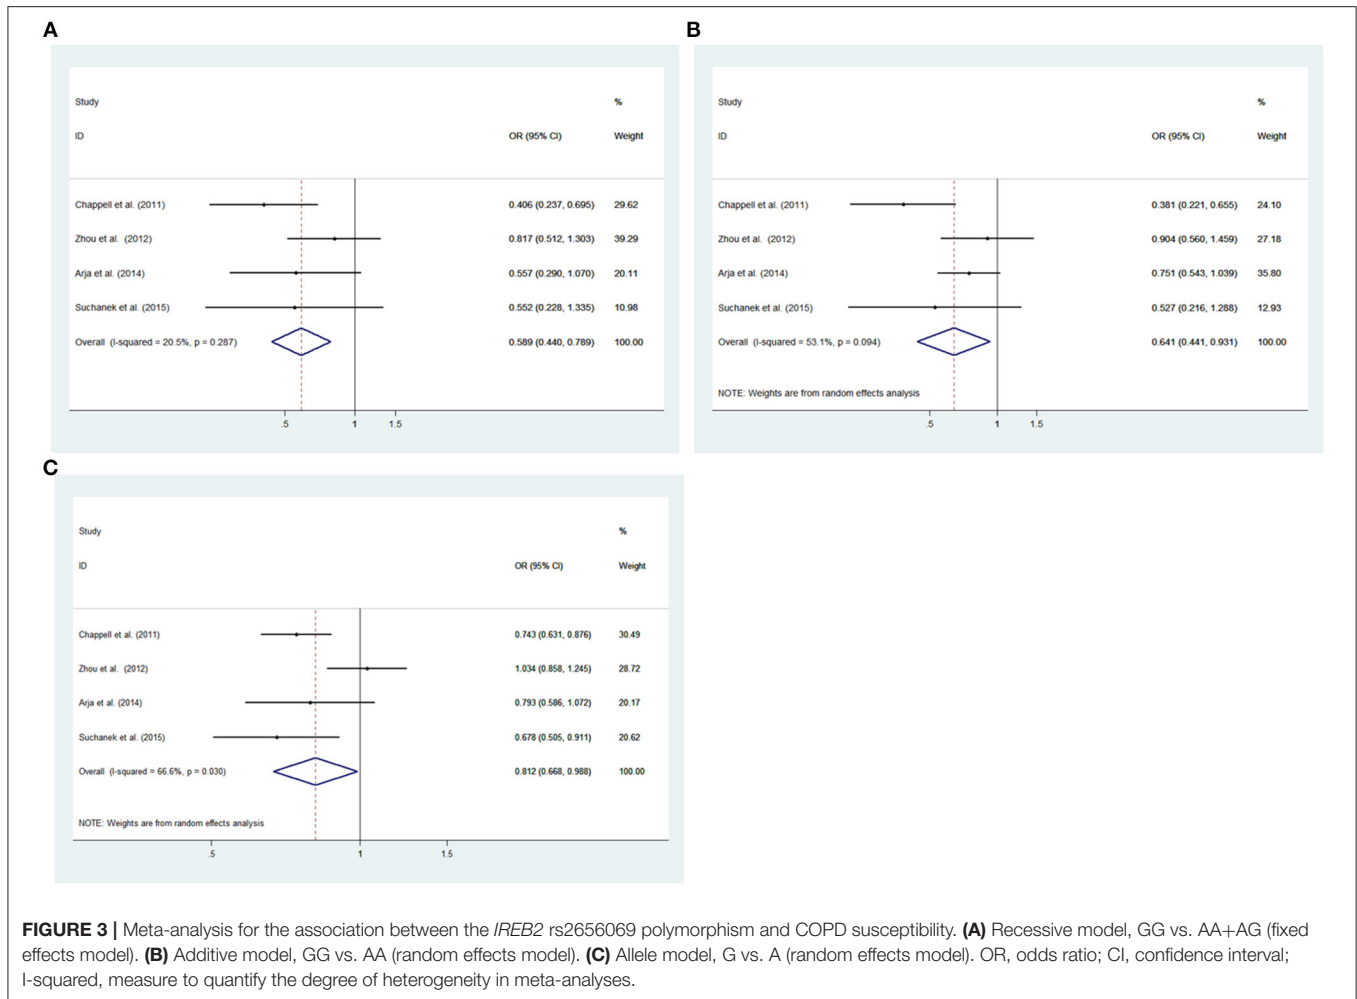 A
Study %
ID OR (95% CI) Weight
Chappell et al. (2011) 0.406 (0.237, 0.695) 29.62
Zhou et al. (2012) 0.817 (0.512, 1.303) 39.29
Arja et al. (2014) 0.557 (0.290, 1.070) 20.11
Suchanek et al. (2015) 0.552 (0.228, 1.335) 10.98
Overall (I-squared = 20.5%, p = 0.287) 0.589 (0.440, 0.789) 100.00
.5 1 1.5
B
Study %
ID OR (95% CI) Weight
Chappell et al. (2011) 0.381 (0.221, 0.655) 24.10
Zhou et al. (2012) 0.904 (0.560, 1.459) 27.18
Arja et al. (2014) 0.751 (0.543, 1.039) 35.80
Suchanek et al. (2015) 0.527 (0.216, 1.288) 12.93
Overall (I-squared = 53.1%, p = 0.094) 0.641 (0.441, 0.931) 100.00
NOTE: Weights are from random effects analysis
.5 1 1.5
C
Study %
ID OR (95% CI) Weight
Chappell et al. (2011) 0.743 (0.631, 0.876) 30.49
Zhou et al. (2012) 1.034 (0.858, 1.245) 28.72
Arja et al. (2014) 0.793 (0.586, 1.072) 20.17
Suchanek et al. (2015) 0.678 (0.505, 0.911) 20.62
Overall (I-squared = 66.6%, p = 0.030) 0.812 (0.668, 0.988) 100.00
NOTE: Weights are from random effects analysis
.5 1 1.5
FIGURE 3 | Meta-analysis for the association between the IREB2 rs2656069 polymorphism and COPD susceptibility. (A) Recessive model, GG vs. AA+AG (fixed
effects model). (B) Additive model, GG vs. AA (random effects model). (C) Allele model, G vs. A (random effects model). OR, odds ratio; CI, confidence interval;
I-squared, measure to quantify the degree of heterogeneity in meta-analyses.